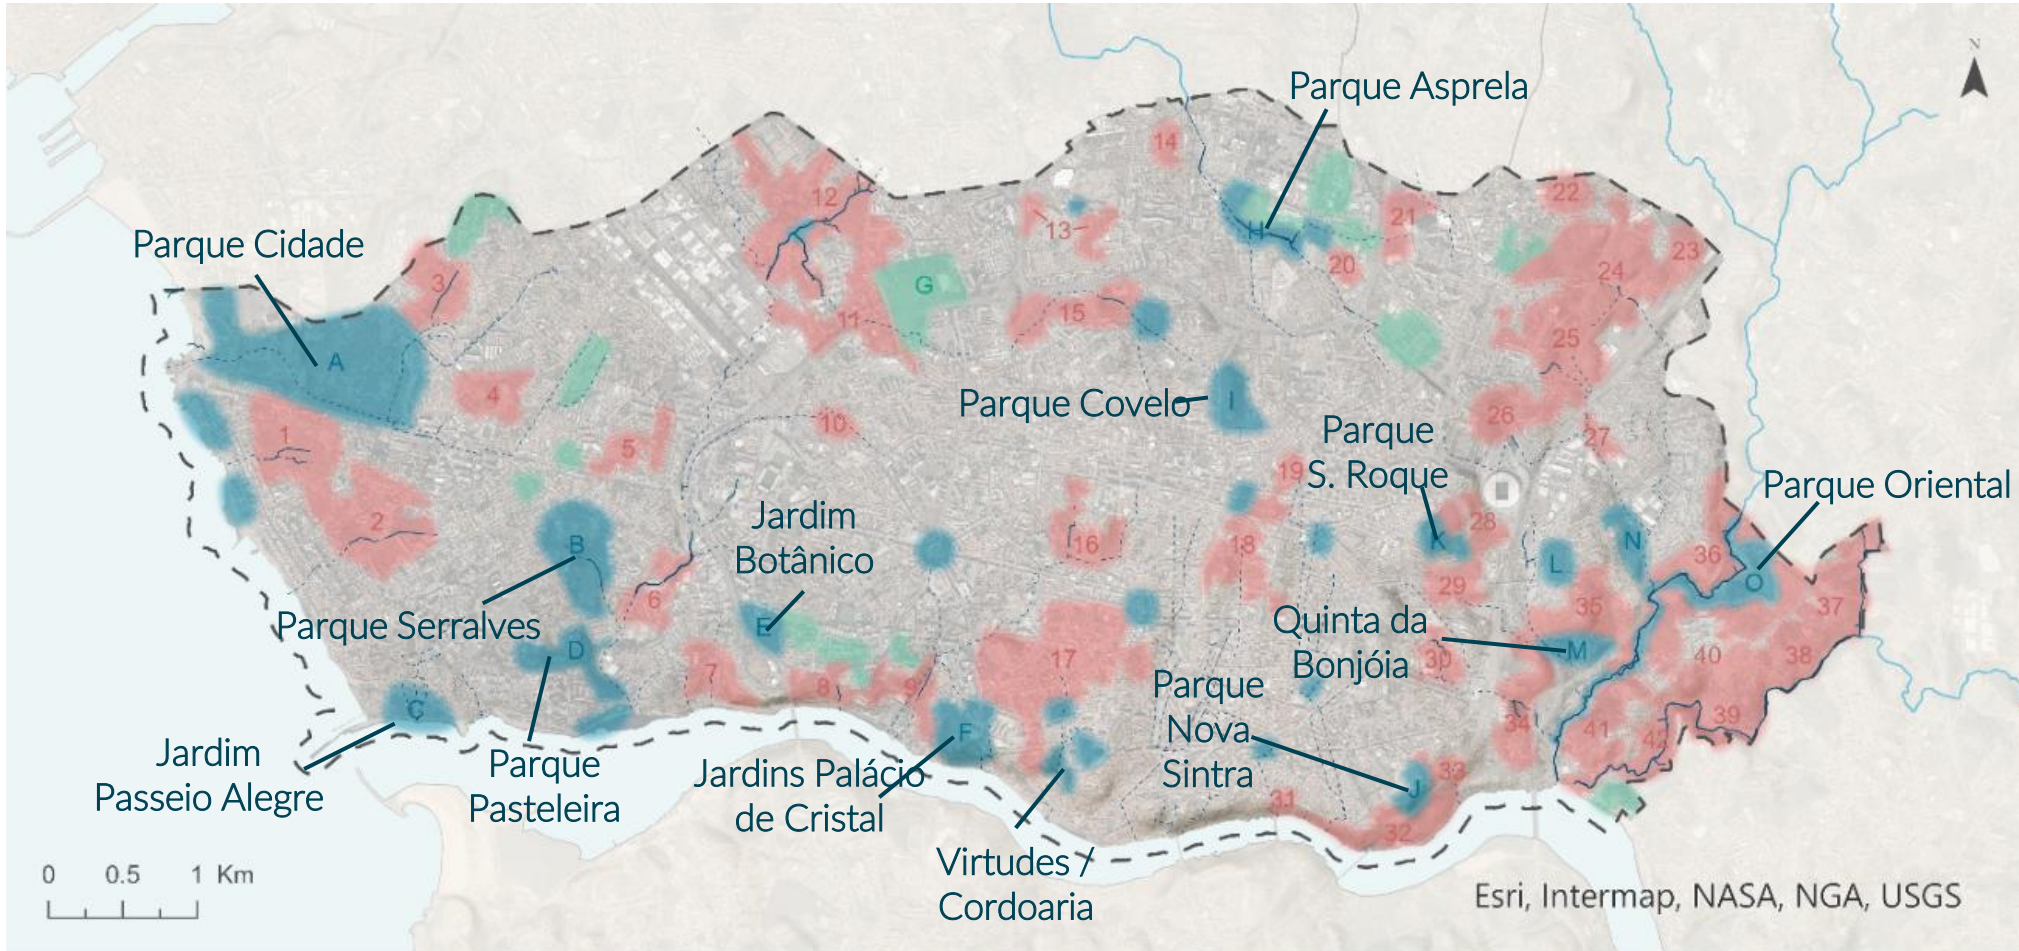 N
Parque Asprela
14
22
12
21
H
13
20
23
24
Parque Cidade
3
G
15
11
25
A
4
Parque Covelo
I
10
26
27
1
5
Parque
S. Roque
19
Parque Oriental
2
Jardim
Botânico
B
16
18
28
K
N
L
36
O
29
6
E
35
37
Parque Serralves
Quinta da
Bonjóia
M
D
17
30
40
38
7
8
9
Parque
Nova
Sintra
C
F
34
41
42
39
Jardim
Passeio Alegre
Parque
Pasteleira
Jardins Palácio
de Cristal
33
J
31
32
Virtudes /
Cordoaria
0 0.5 1 Km
Esri, Intermap, NASA, NGA, USGS